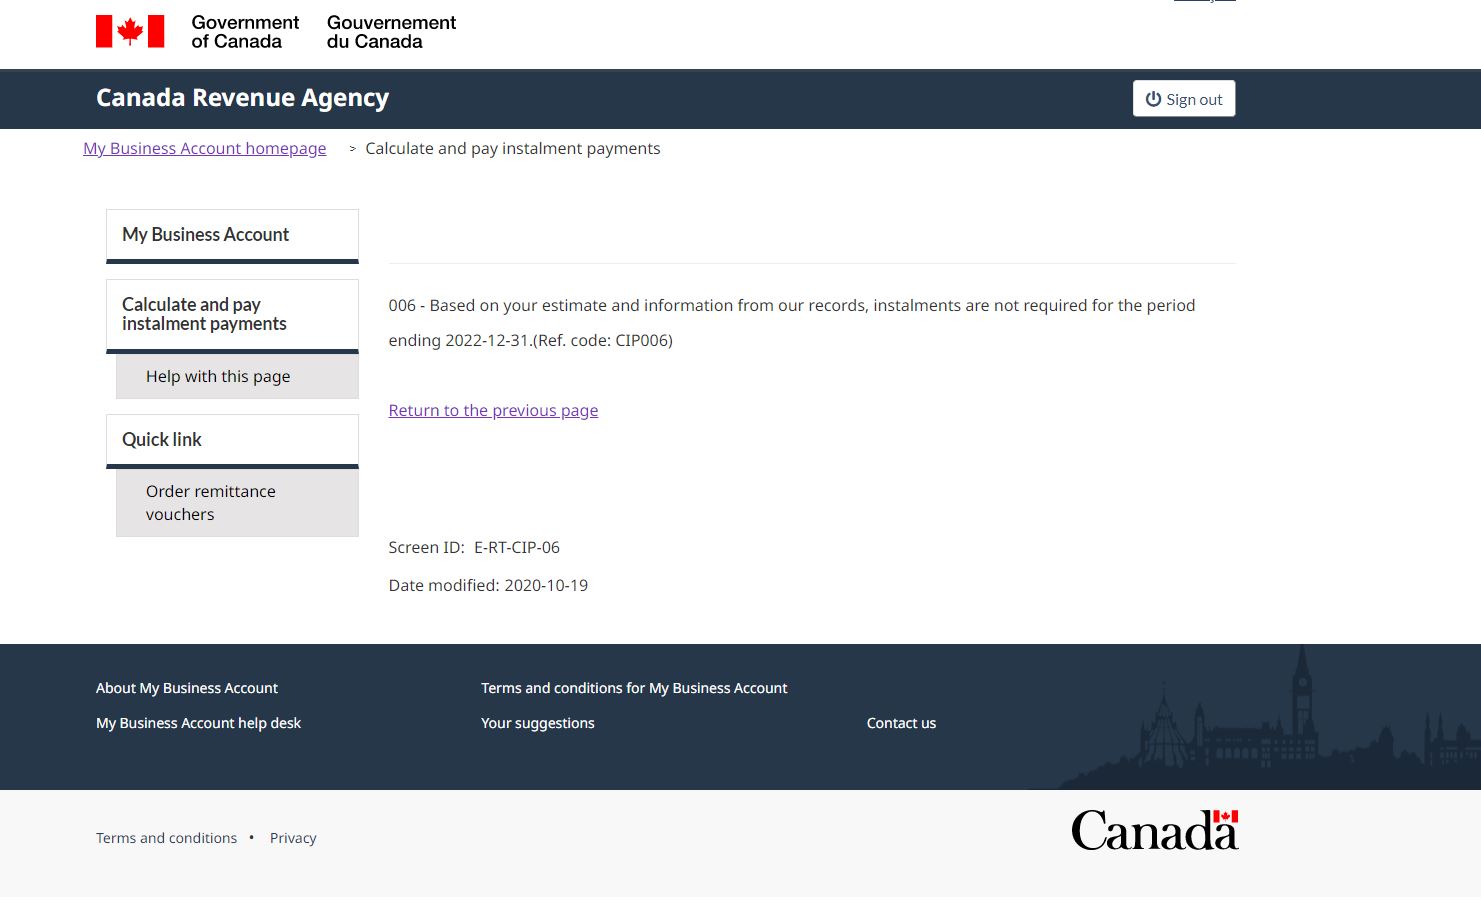 Government
of Canada
Gouvernement
du Canada
Canada Revenue Agency
Sign out
My Business Account homepage > Calculate and pay instalment payments
My Business Account
Calculate and pay
instalment payments
Help with this page
Quick link
Order remittance
vouchers
006 - Based on your estimate and information from our records, instalments are not required for the period
ending 2022-12-31.(Ref. code: CIP006)
Return to the previous page
Screen ID: E-RT-CIP-06
Date modified: 2020-10-19
About My Business Account
Terms and conditions for My Business Account
My Business Account help desk
Your suggestions
Contact us
Terms and conditions • Privacy
Canada